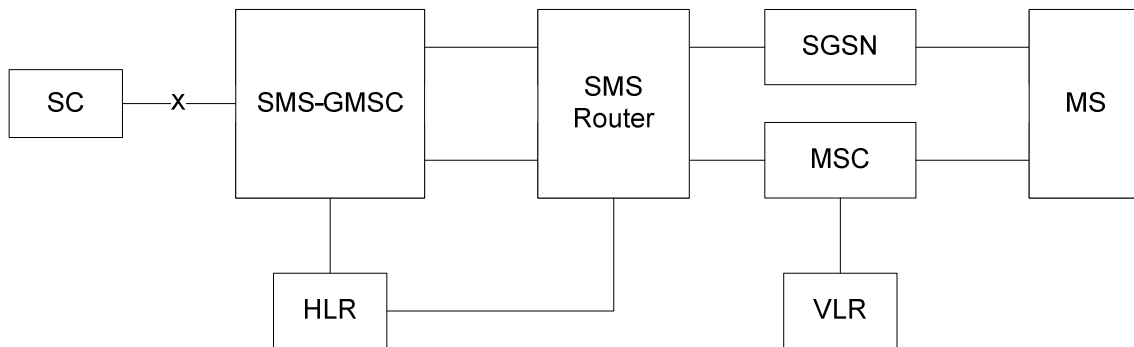 SC
X
SMS-GMSC
SMS
Router
SGSN
MSC
MS
HLR
VLR